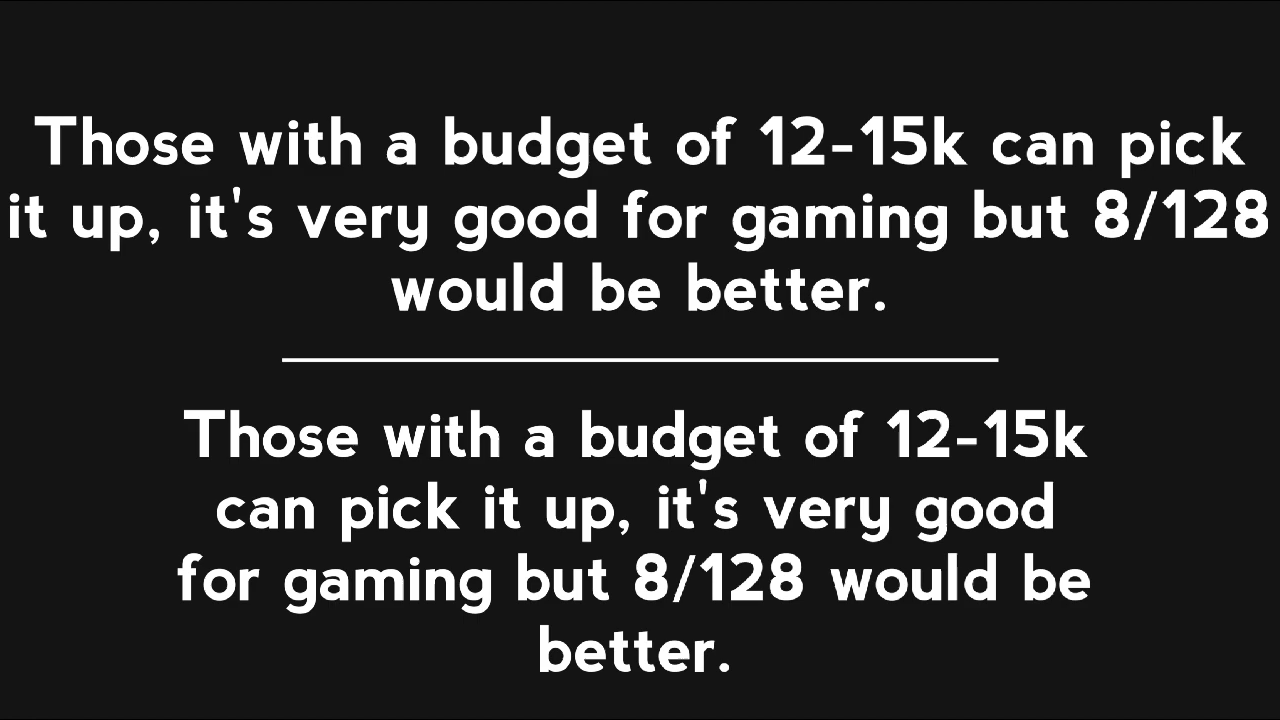 Those with a budget of 12-15k can pick
it up, it's very good for gaming but 8/128
would be better.
Those with a budget of 12-15k
can pick it up, it's very good
for gaming but 8/128 would be
better.